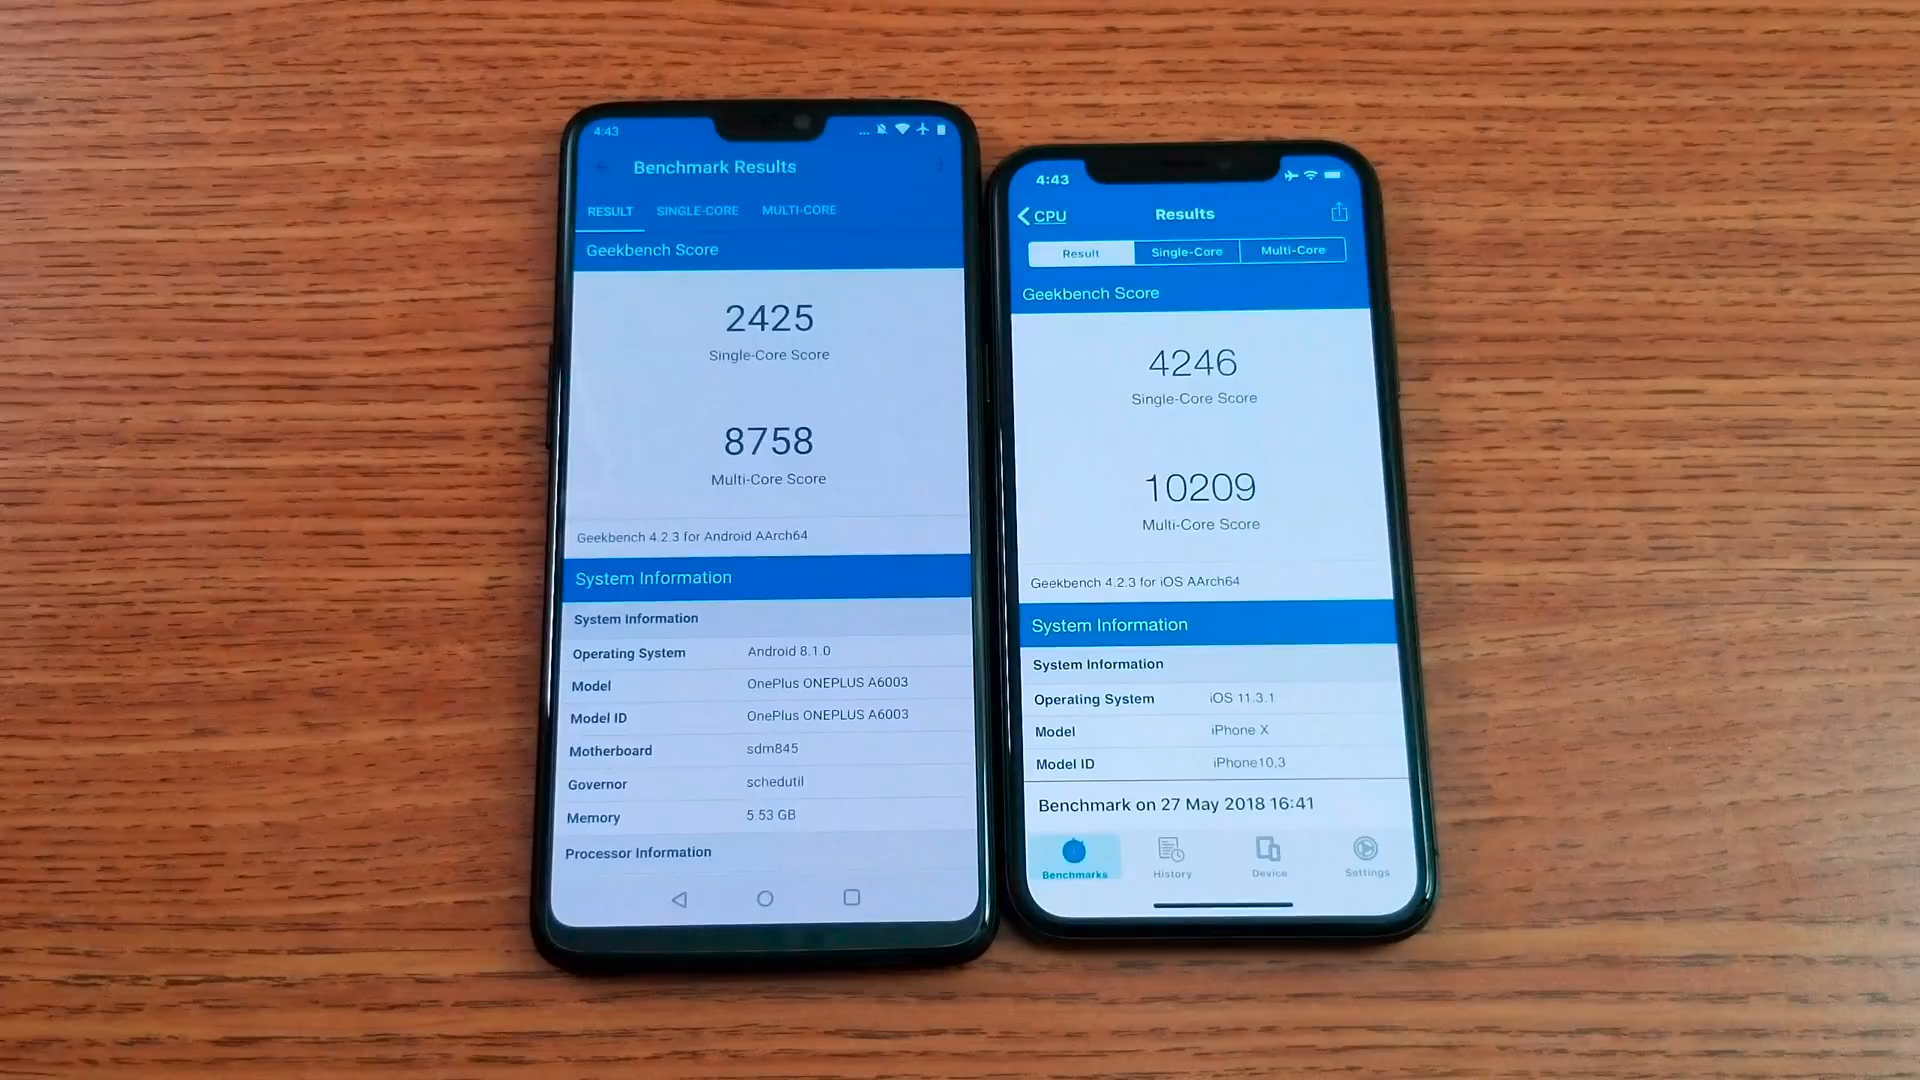 4:43
Benchmark Results
RESULT SINGLE-CORE MULTI-CORE
Geekbench Score
2425
Single-Core Score
8758
Multi-Core Score
Geekbench 4.2.3 for Android AArch64
System Information
System Information
Operating System Android 8.1.0
Model OnePlus ONEPLUS A6003
Model ID OnePlus ONEPLUS A6003
Motherboard sdm845
Governor schedutil
Memory 5.53 GB
Processor Information
4:43
CPU Results
Result Single-Core Multi-Core
Geekbench Score
4246
Single-Core Score
10209
Multi-Core Score
Geekbench 4.2.3 for iOS AArch64
System Information
System Information
Operating System iOS 11.3.1
Model iPhone X
Model ID iPhone10,3
Benchmark on 27 May 2018 16:41
Benchmarks History Device Settings